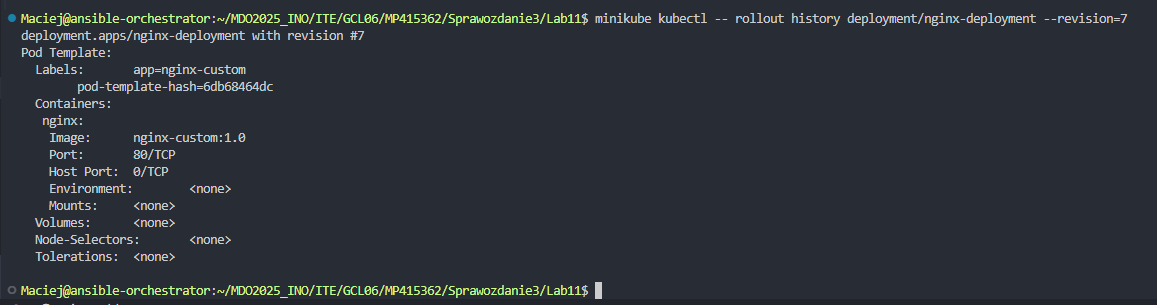 Maciej@ansible-orchestrator:~/MDO2025_INO/ITE/GCL06/MP415362/Sprawozdanie3/Lab11$ minikube kubectl -- rollout history deployment/nginx-deployment --revision=7
deployment.apps/nginx-deployment with revision #7
Pod Template:
  Labels:       app=nginx-custom
        pod-template-hash=6db68464dc
  Containers:
   nginx:
    Image:      nginx-custom:1.0
    Port:       80/TCP
    Host Port:  0/TCP
    Environment:        <none>
    Mounts:     <none>
  Volumes:      <none>
  Node-Selectors:       <none>
  Tolerations:  <none>
Maciej@ansible-orchestrator:~/MDO2025_INO/ITE/GCL06/MP415362/Sprawozdanie3/Lab11$